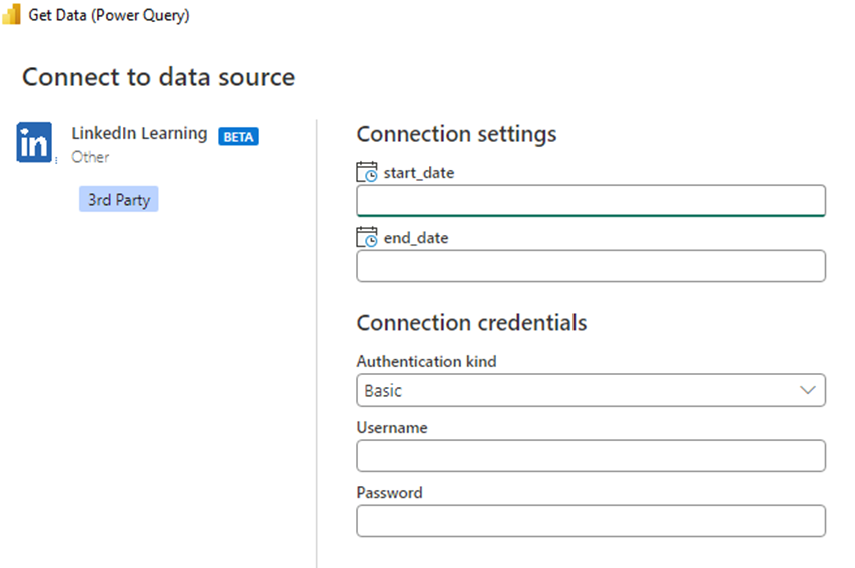 Get Data (Power Query)
Connect to data source
in
LinkedIn Learning BETA
Other
3rd Party
Connection settings
start_date
end_date
Connection credentials
Authentication kind
Basic
Username
Password